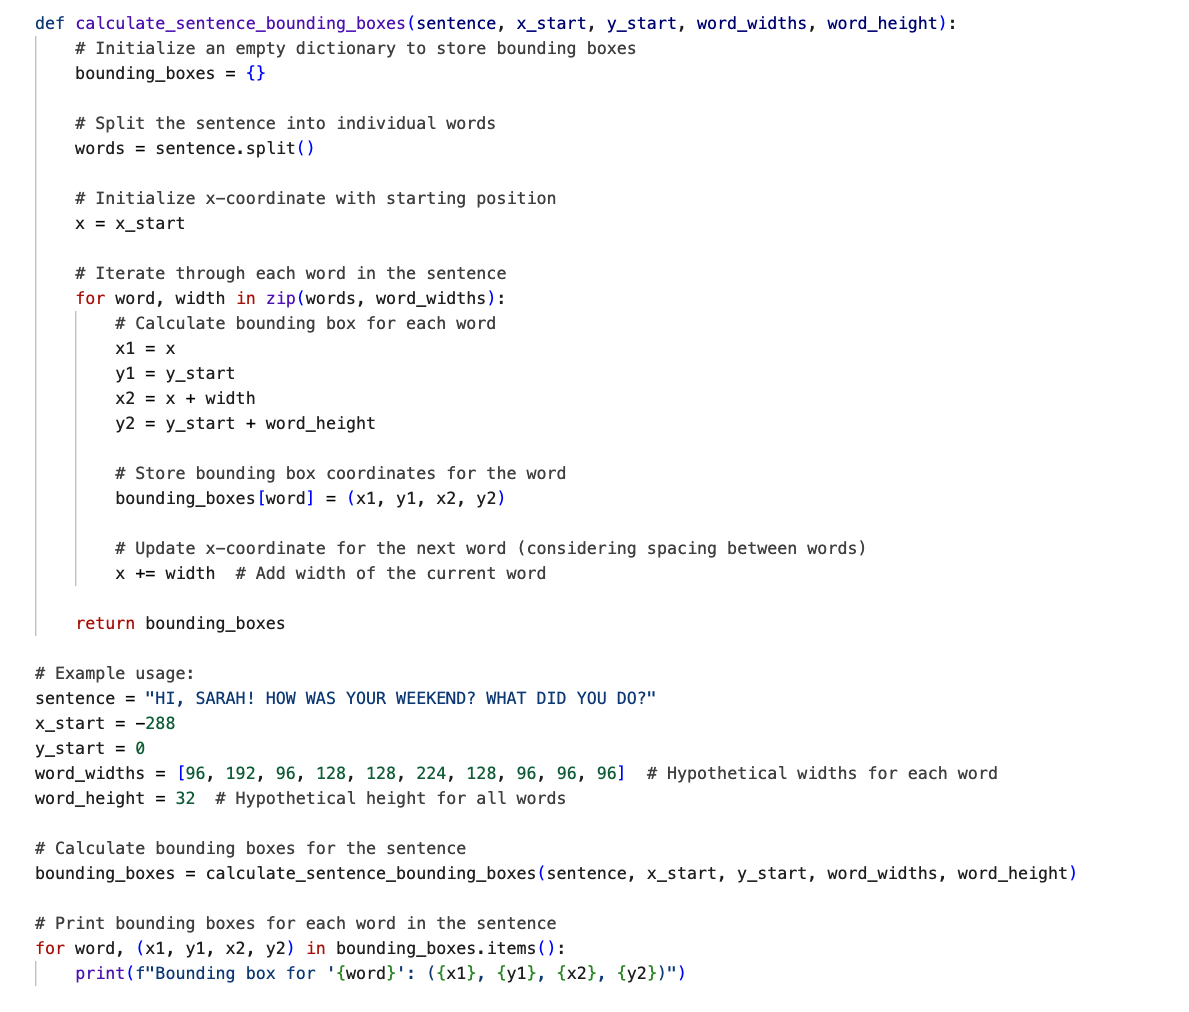 def calculate_sentence_bounding_boxes(sentence, x_start, y_start, word_widths, word_height):
    # Initialize an empty dictionary to store bounding boxes
    bounding_boxes = {}

    # Split the sentence into individual words
    words = sentence.split()

    # Initialize x-coordinate with starting position
    x = x_start

    # Iterate through each word in the sentence
    for word, width in zip(words, word_widths):
        # Calculate bounding box for each word
        x1 = x
        y1 = y_start
        x2 = x + width
        y2 = y_start + word_height

        # Store bounding box coordinates for the word
        bounding_boxes[word] = (x1, y1, x2, y2)

        # Update x-coordinate for the next word (considering spacing between words)
        x += width  # Add width of the current word

    return bounding_boxes

# Example usage:
sentence = "HI, SARAH! HOW WAS YOUR WEEKEND? WHAT DID YOU DO?"
x_start = -288
y_start = 0
word_widths = [96, 192, 96, 128, 128, 224, 128, 96, 96, 96]  # Hypothetical widths for each word
word_height = 32  # Hypothetical height for all words

# Calculate bounding boxes for the sentence
bounding_boxes = calculate_sentence_bounding_boxes(sentence, x_start, y_start, word_widths, word_height)

# Print bounding boxes for each word in the sentence
for word, (x1, y1, x2, y2) in bounding_boxes.items():
    print(f"Bounding box for '{word}': ({x1}, {y1}, {x2}, {y2})")